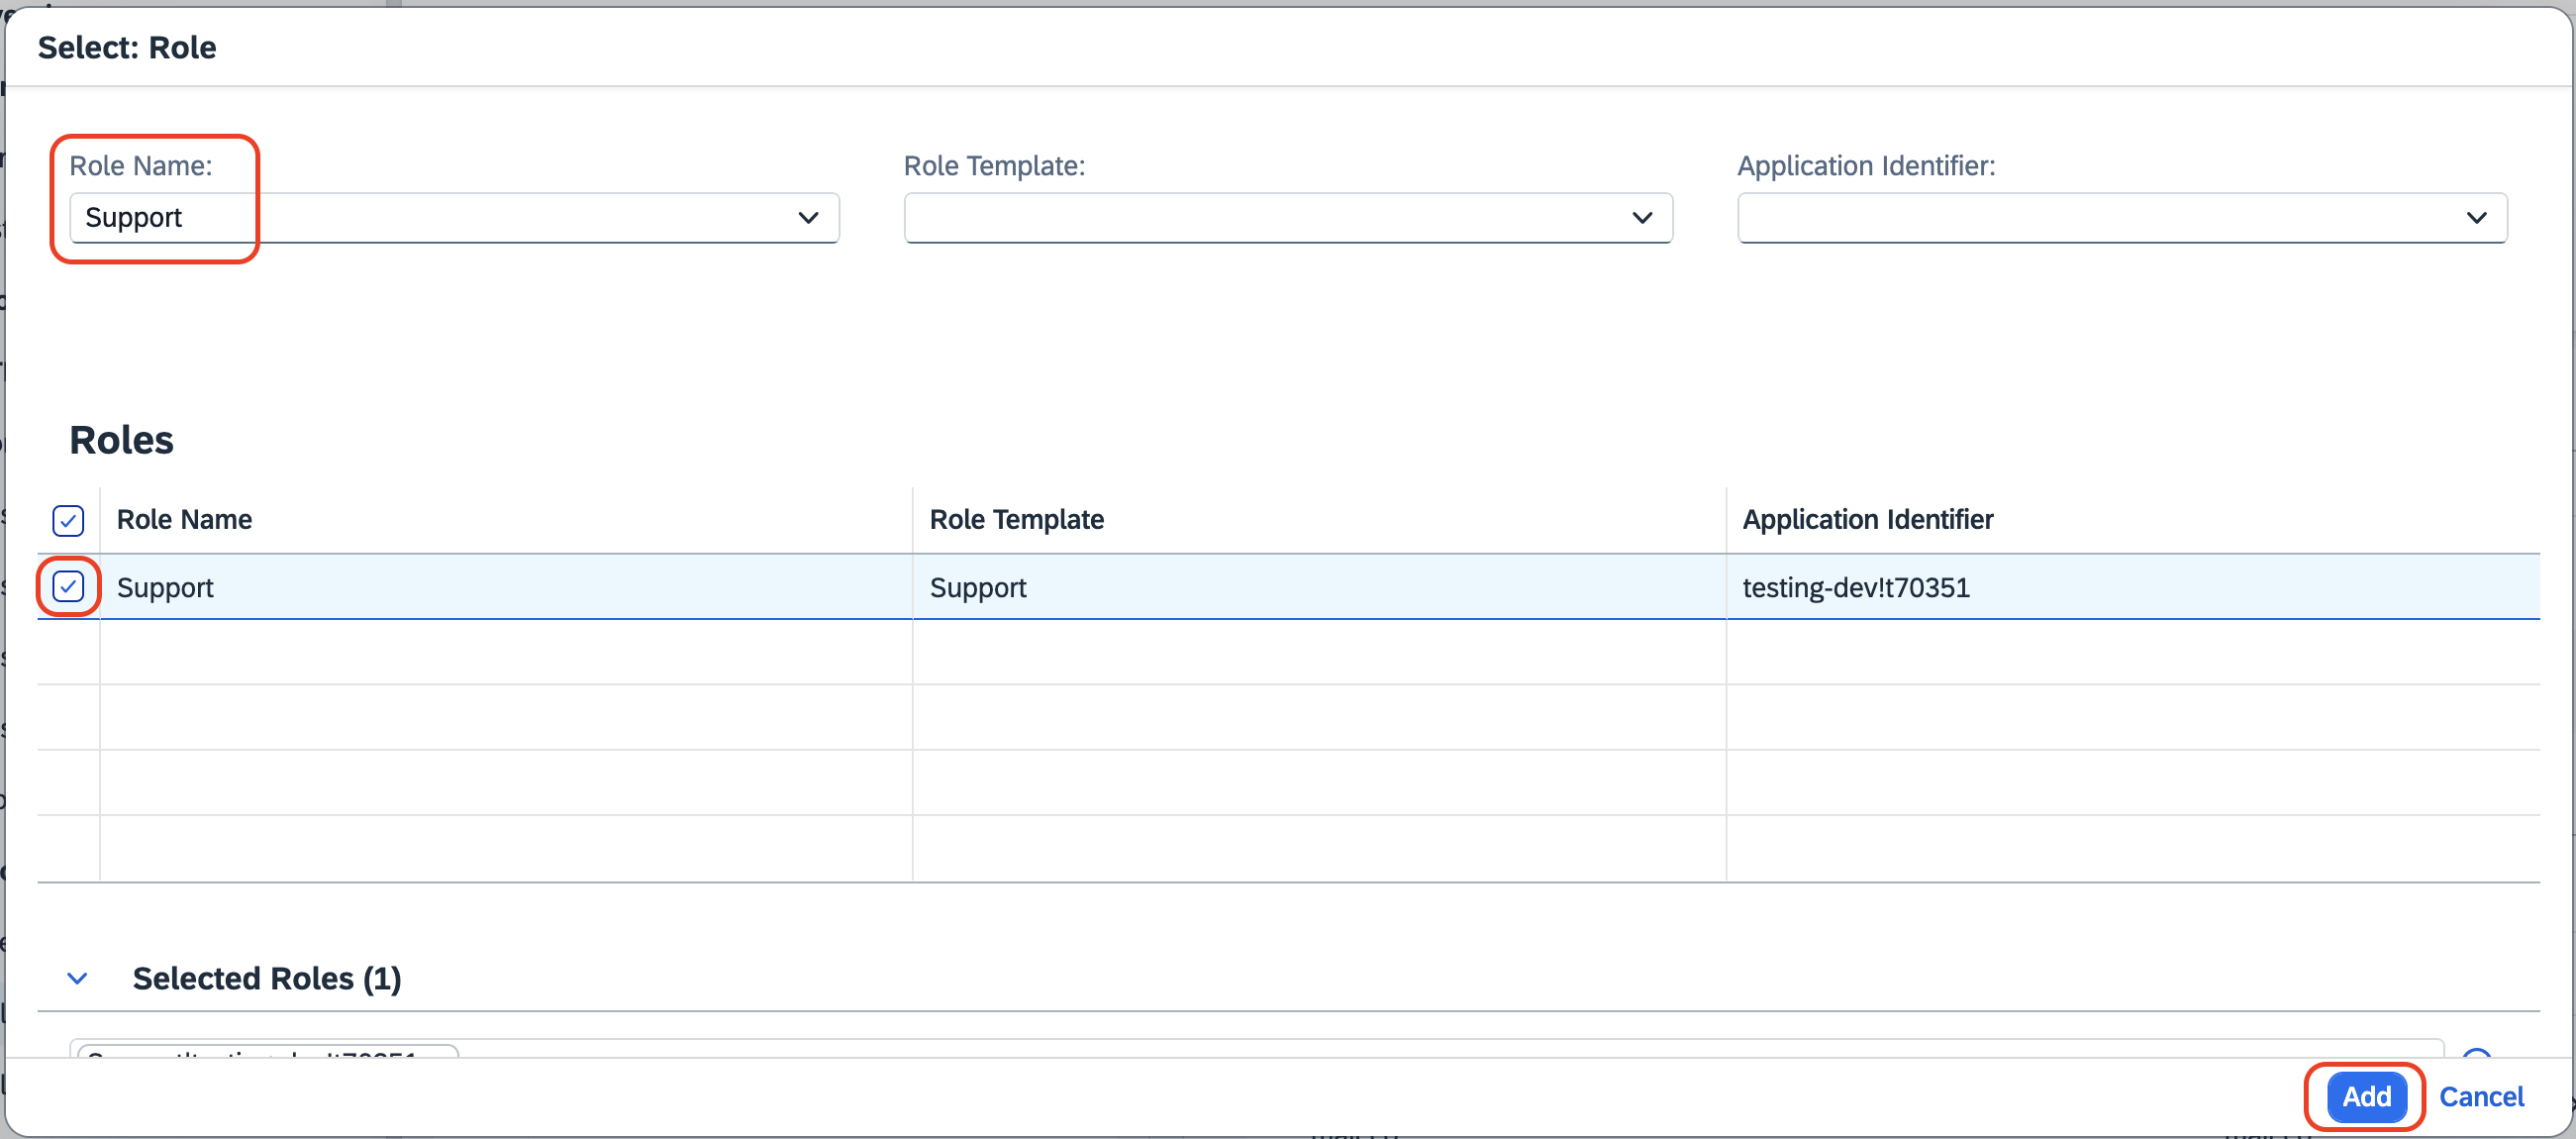 Select: Role
Role Name:
Role Template:
Application Identifier:
Support
Roles
Role Name
Role Template
Application Identifier
Support
Support
testing-dev!t70351
Selected Roles (1)
Add
Cancel